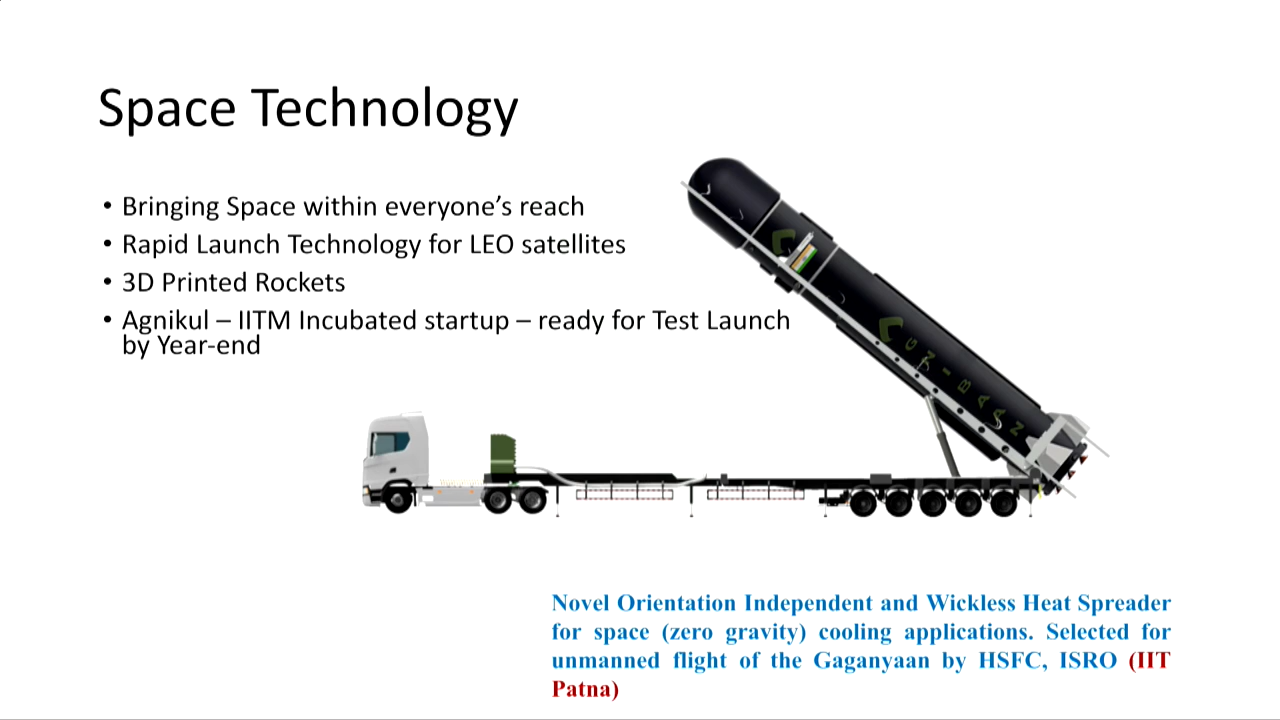 Space Technology
• Bringing Space within everyone’s reach
• Rapid Launch Technology for LEO satellites
• 3D Printed Rockets
• Agnikul – IITM Incubated startup – ready for Test Launch
by Year-end
GNIBAAN
Novel Orientation Independent and Wickless Heat Spreader
for space (zero gravity) cooling applications. Selected for
unmanned flight of the Gaganyaan by HSFC, ISRO (IIT
Patna)